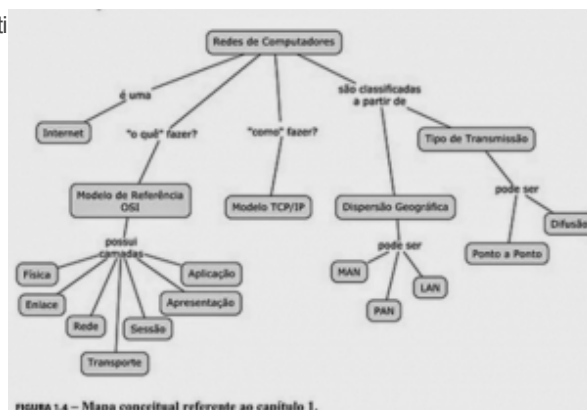 ti
Redes de Computadores
são classificadas
a partir de
é uma
Internet
"o quê" fazer?
"como" fazer?
Tipo de Transmissão
Modelo de Referência
OSI
Modelo TCP/IP
Dispersão Geográfica
pode ser
Difusão
Ponto a Ponto
possui
camadas
pode ser
Física
Aplicação
MAN
LAN
Enlace
Apresentação
PAN
Rede
Sessão
Transporte
FIGURA 1.4 – Mapa conceitual referente ao capítulo 1.